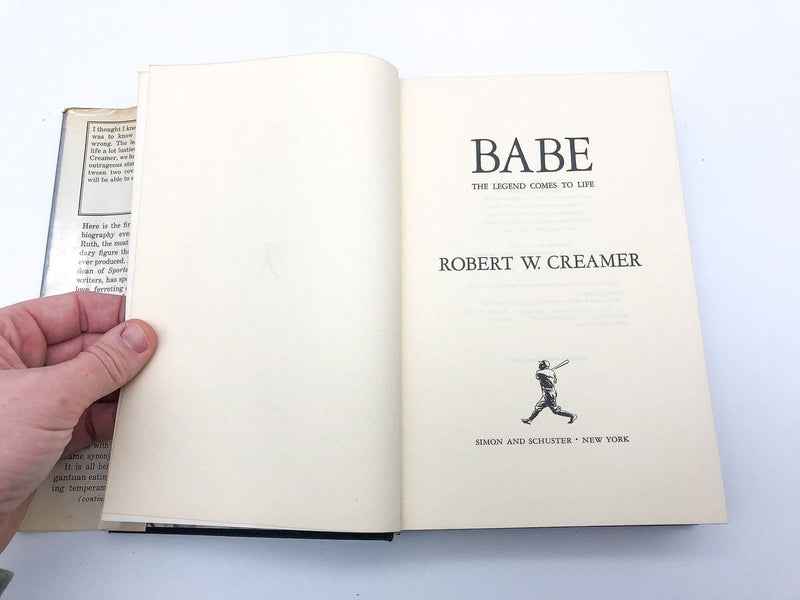 I thought I kne
was to know
wrong. The le
life a lot lustie
Creamer, we ha
outrageous sto
tween two cov
will be able to
Here is the fir
biography eve
Ruth, the most
dary figure tha
ever produced.
dean of Sports
writers, has spe
love, ferreting
as with
came synony
It is all her
gantuan eatin
ing temperam
(contin
BABE
THE LEGEND COMES TO LIFE
ROBERT W. CREAMER
SIMON AND SCHUSTER • NEW YORK